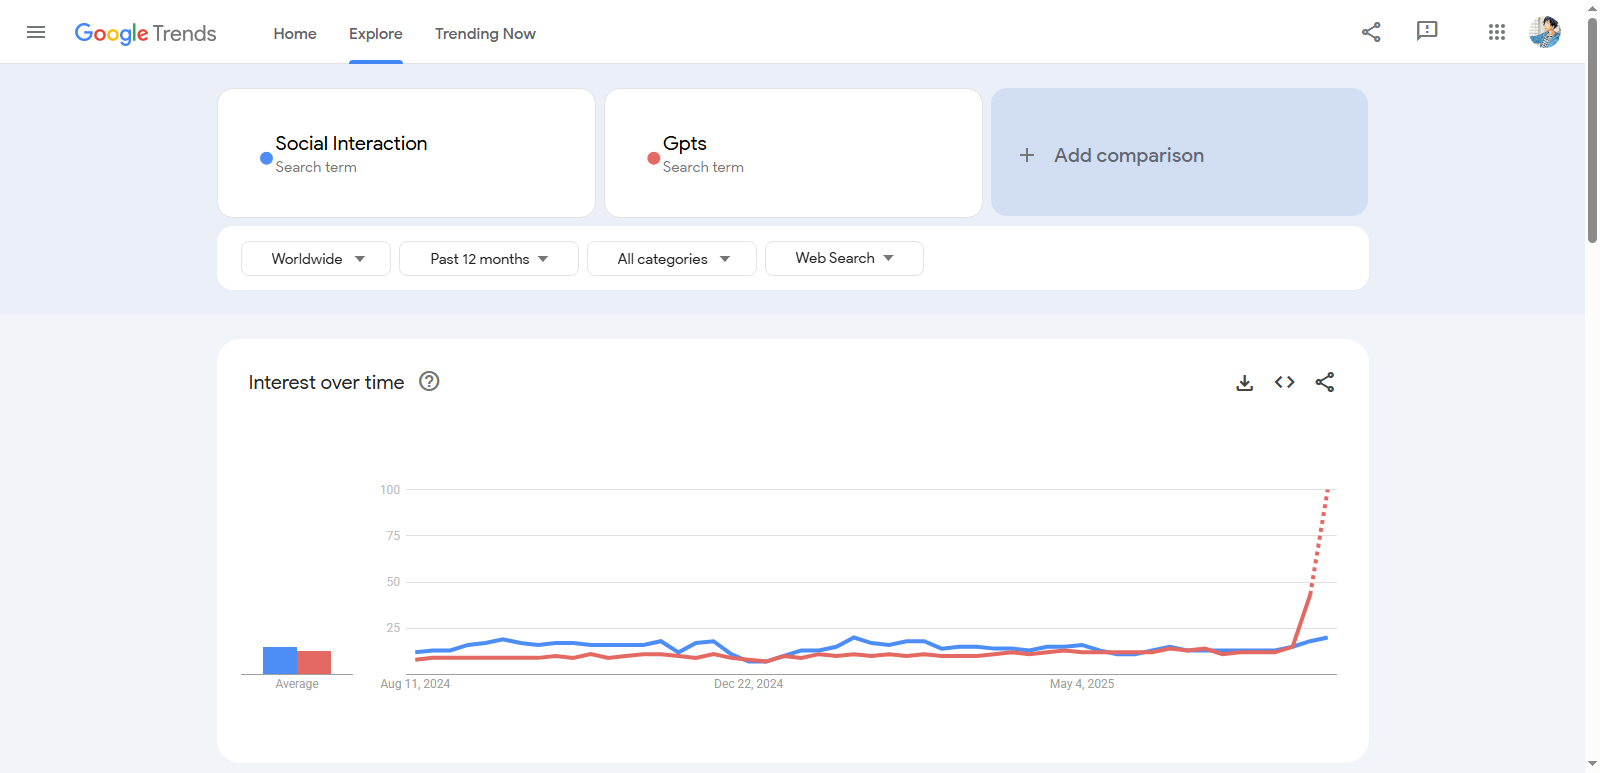 Google Trends Home Explore Trending Now
Social Interaction
Search term
Gpts
Search term
+ Add comparison
Worldwide Past 12 months All categories Web Search
Interest over time ?
100
75
50
25
Average
Aug 11, 2024 Dec 22, 2024 May 4, 2025